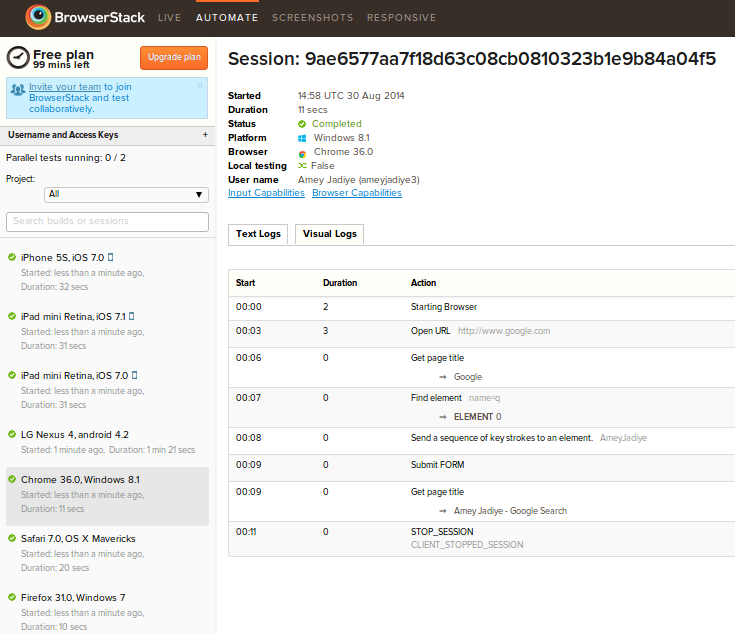 BrowserStack LIVE AUTOMATE SCREENSHOTS RESPONSIVE
Free plan
99 mins left
Upgrade plan
Invite your team to join
BrowserStack and test
collaboratively.
×
Username and Access Keys +
Parallel tests running: 0 / 2
Project:
All
Search builds or sessions
iPhone 5S, iOS 7.0
Started: less than a minute ago,
Duration: 32 secs
iPad mini Retina, iOS 7.1
Started: less than a minute ago,
Duration: 31 secs
iPad mini Retina, iOS 7.0
Started: less than a minute ago,
Duration: 31 secs
LG Nexus 4, android 4.2
Started: 1 minute ago, Duration: 1 min 21 secs
Chrome 36.0, Windows 8.1
Started: less than a minute ago,
Duration: 11 secs
Safari 7.0, OS X Mavericks
Started: less than a minute ago,
Duration: 20 secs
Firefox 31.0, Windows 7
Started: less than a minute ago,
Duration: 10 secs
Session: 9ae6577aa7f18d63c08cb0810323b1e9b84a04f5
Started 14:58 UTC 30 Aug 2014
Duration 11 secs
Status Completed
Platform Windows 8.1
Browser Chrome 36.0
Local testing False
User name Amey Jadiye (ameyjadiye3)
Input Capabilities Browser Capabilities
Text Logs Visual Logs
Start Duration Action
00:00 2 Starting Browser
00:03 3 Open URL http://www.google.com
00:06 0 Get page title
⇒ Google
00:07 0 Find element name=q
⇒ ELEMENT 0
00:08 0 Send a sequence of key strokes to an element. AmeyJadiye
00:09 0 Submit FORM
00:09 0 Get page title
⇒ Amey Jadiye - Google Search
00:11 0 STOP_SESSION
CLIENT_STOPPED_SESSION